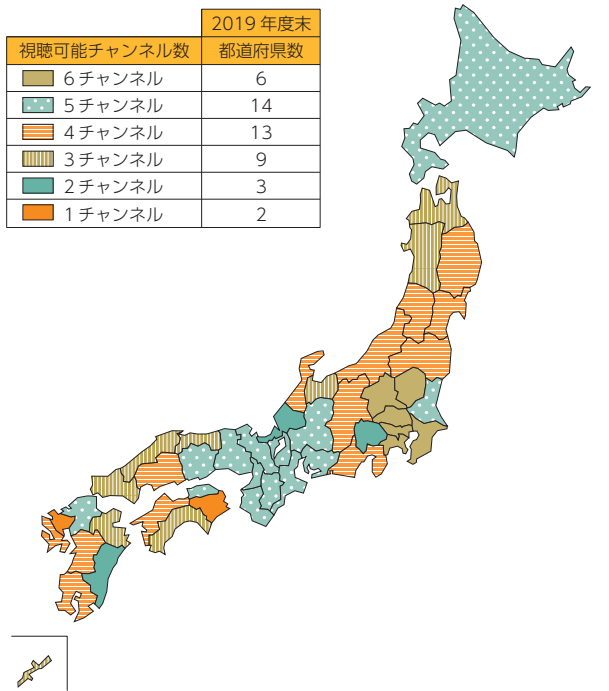 2019 年度末
視聴可能チャンネル数 都道府県数
6チャンネル 6
5チャンネル 14
4チャンネル 13
3チャンネル 9
2チャンネル 3
1チャンネル 2